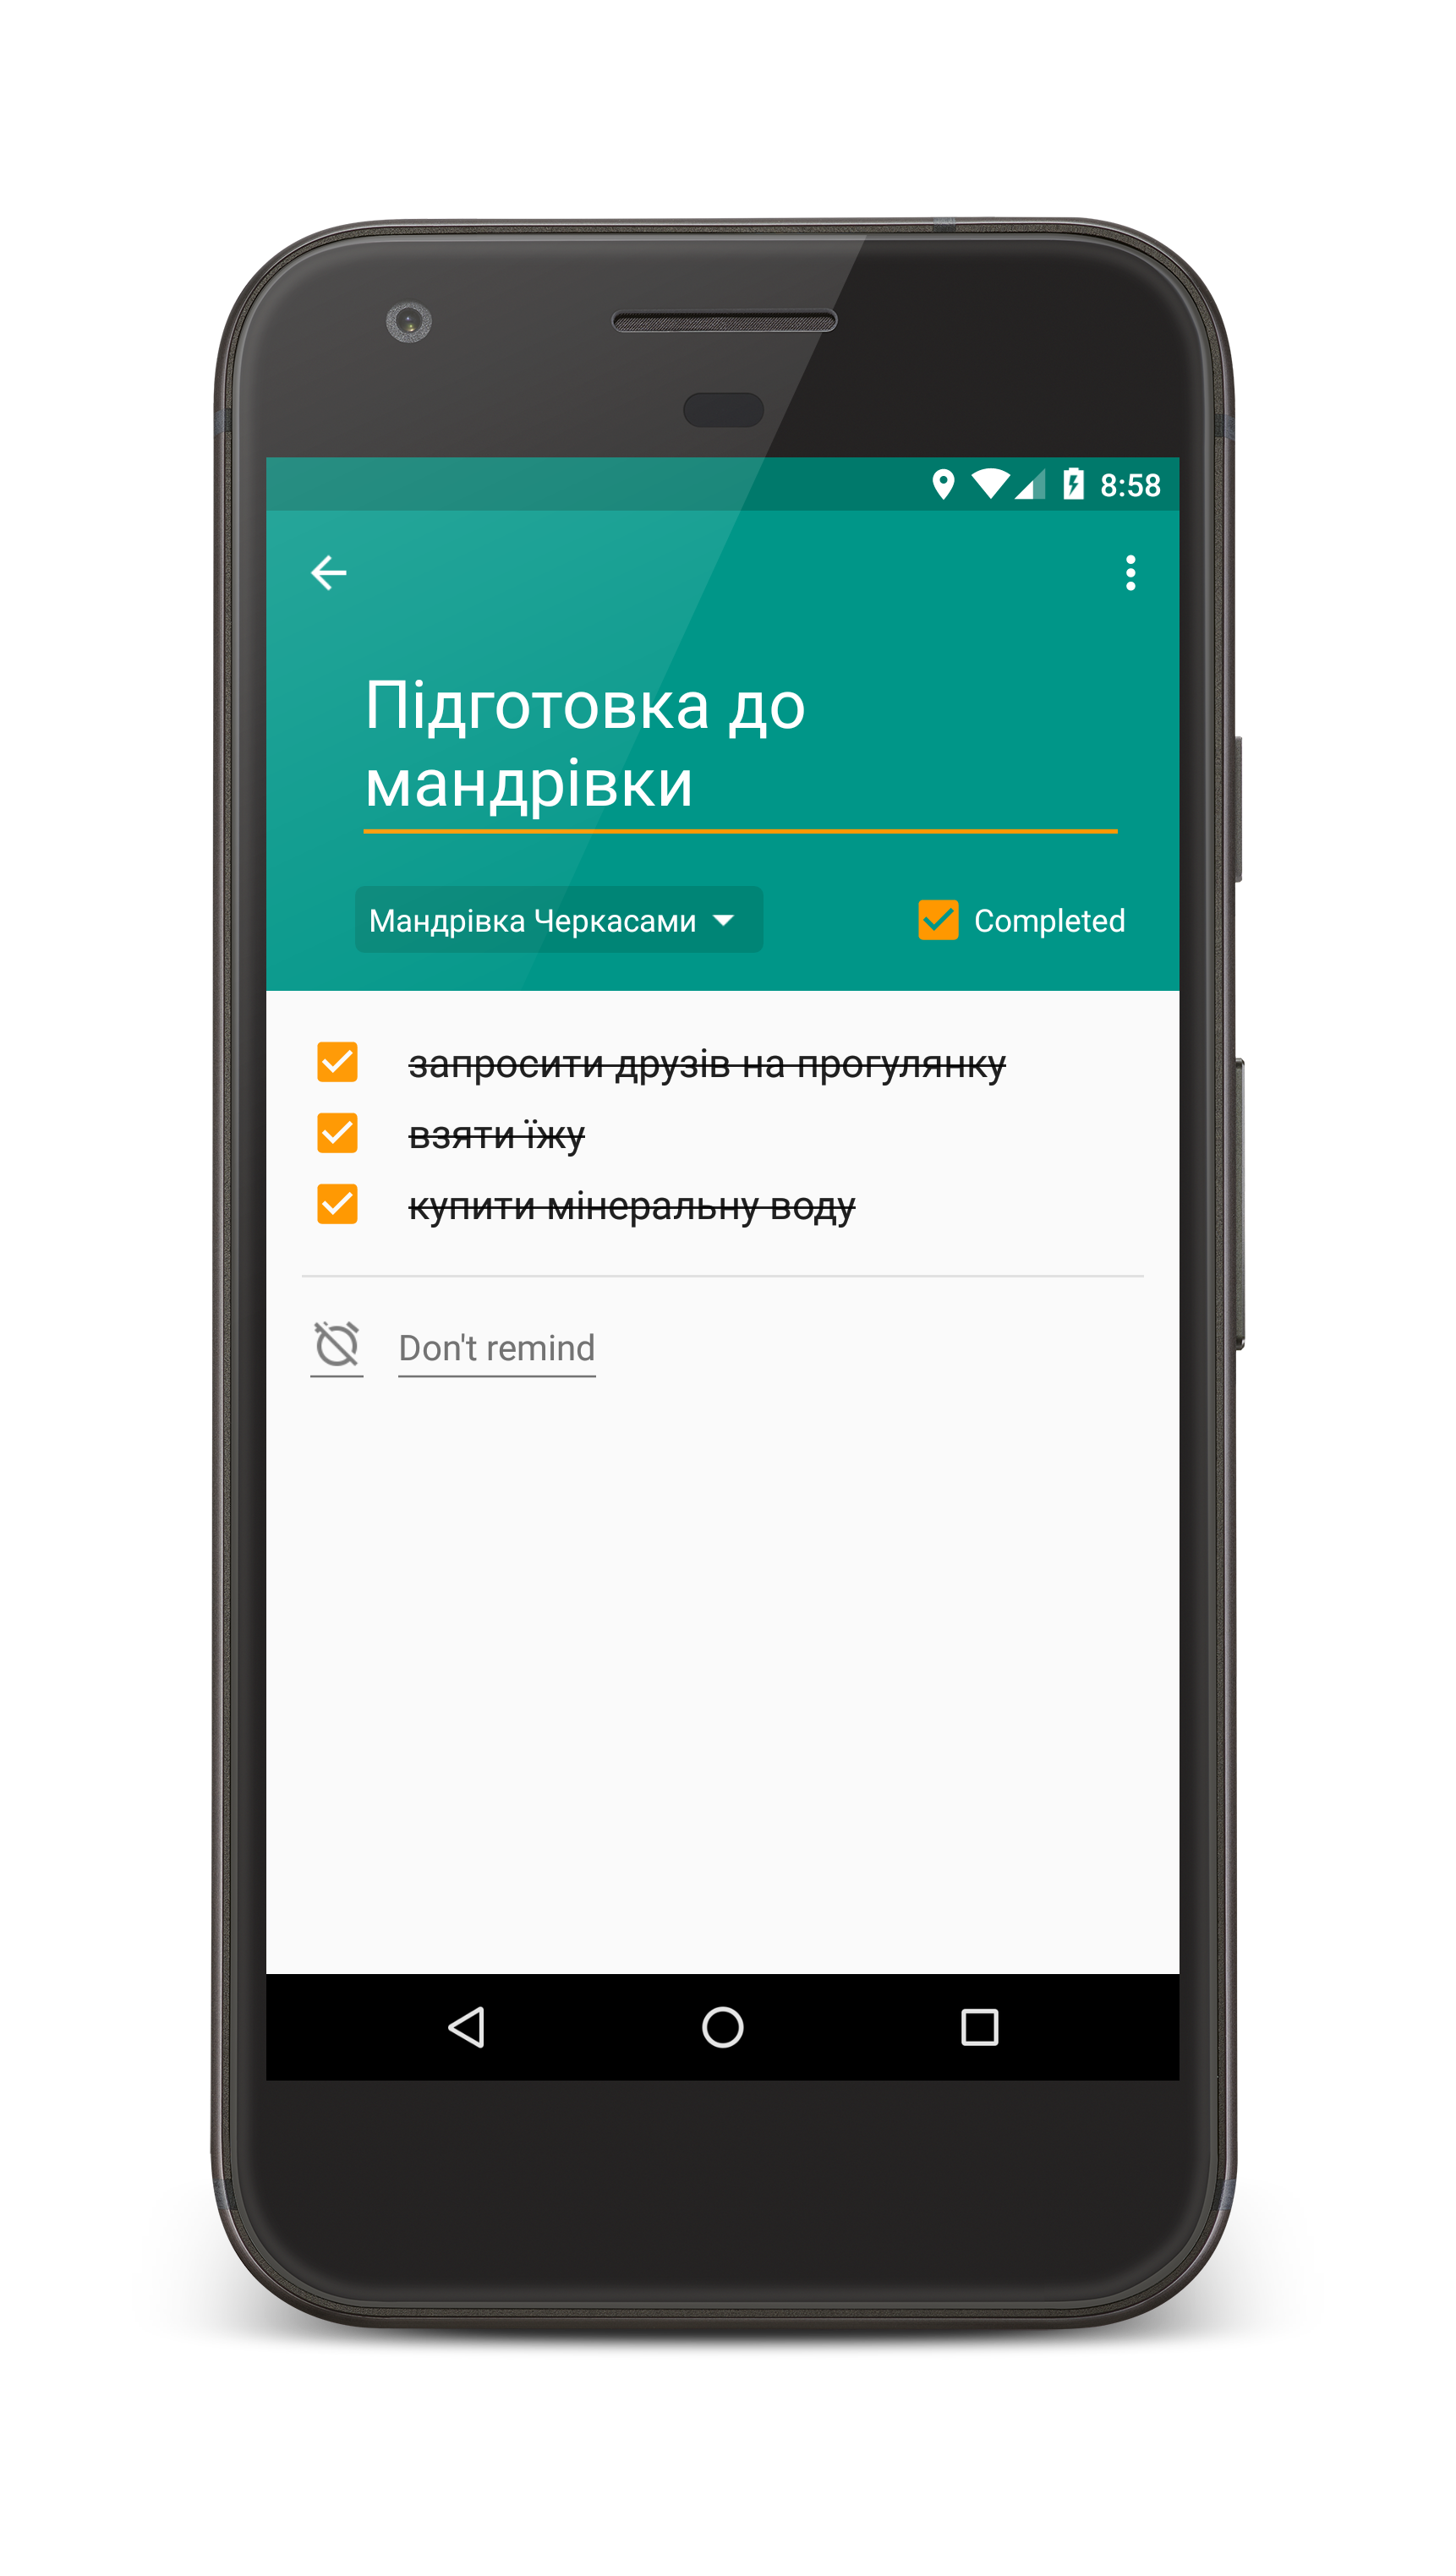 8:58
Підготовка до
мандрівки
Мандрівка Черкасами
Completed
запросити друзів на прогулянку
взяти їжу
купити мінеральну воду
Don't remind